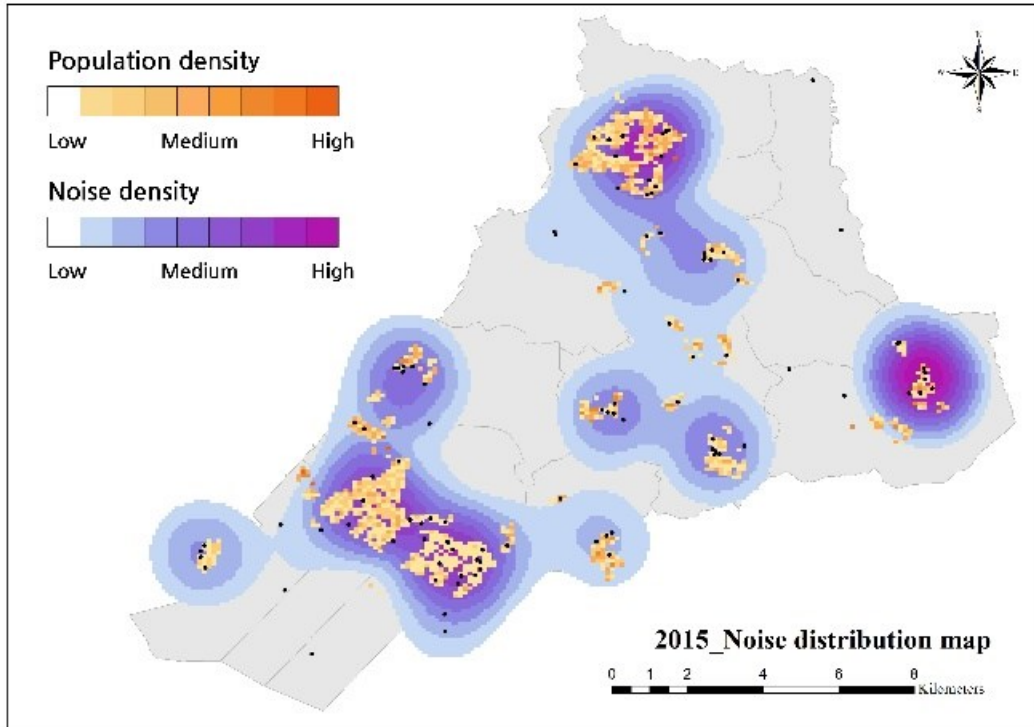 Population density
Low Medium High
Noise density
Low Medium High
N
W E
S
2015_Noise distribution map
0 1 2 4 6 8
Kilometers